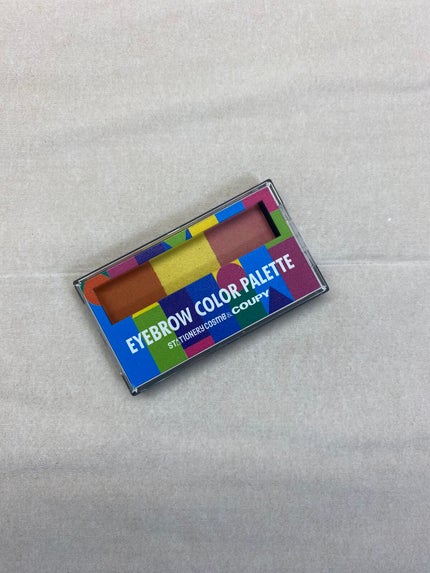 EYEBROW COLOR PALETTE
STATIONERY COSME & COUPY